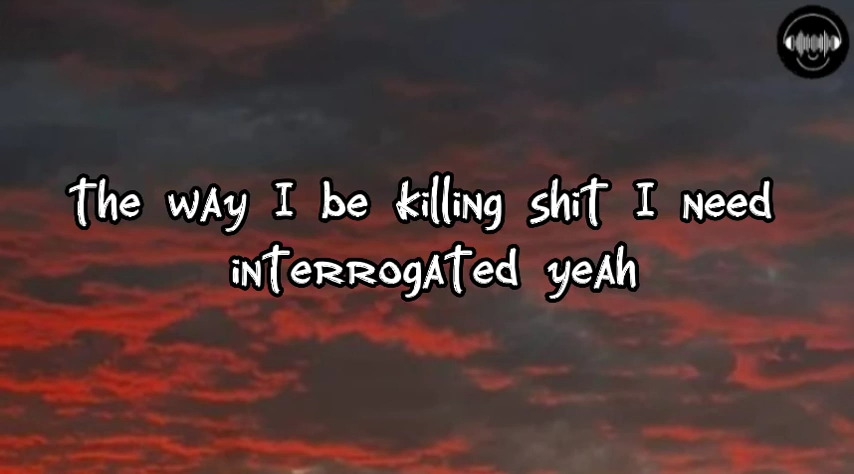 the way I be killing shit I need
interrogated yeah